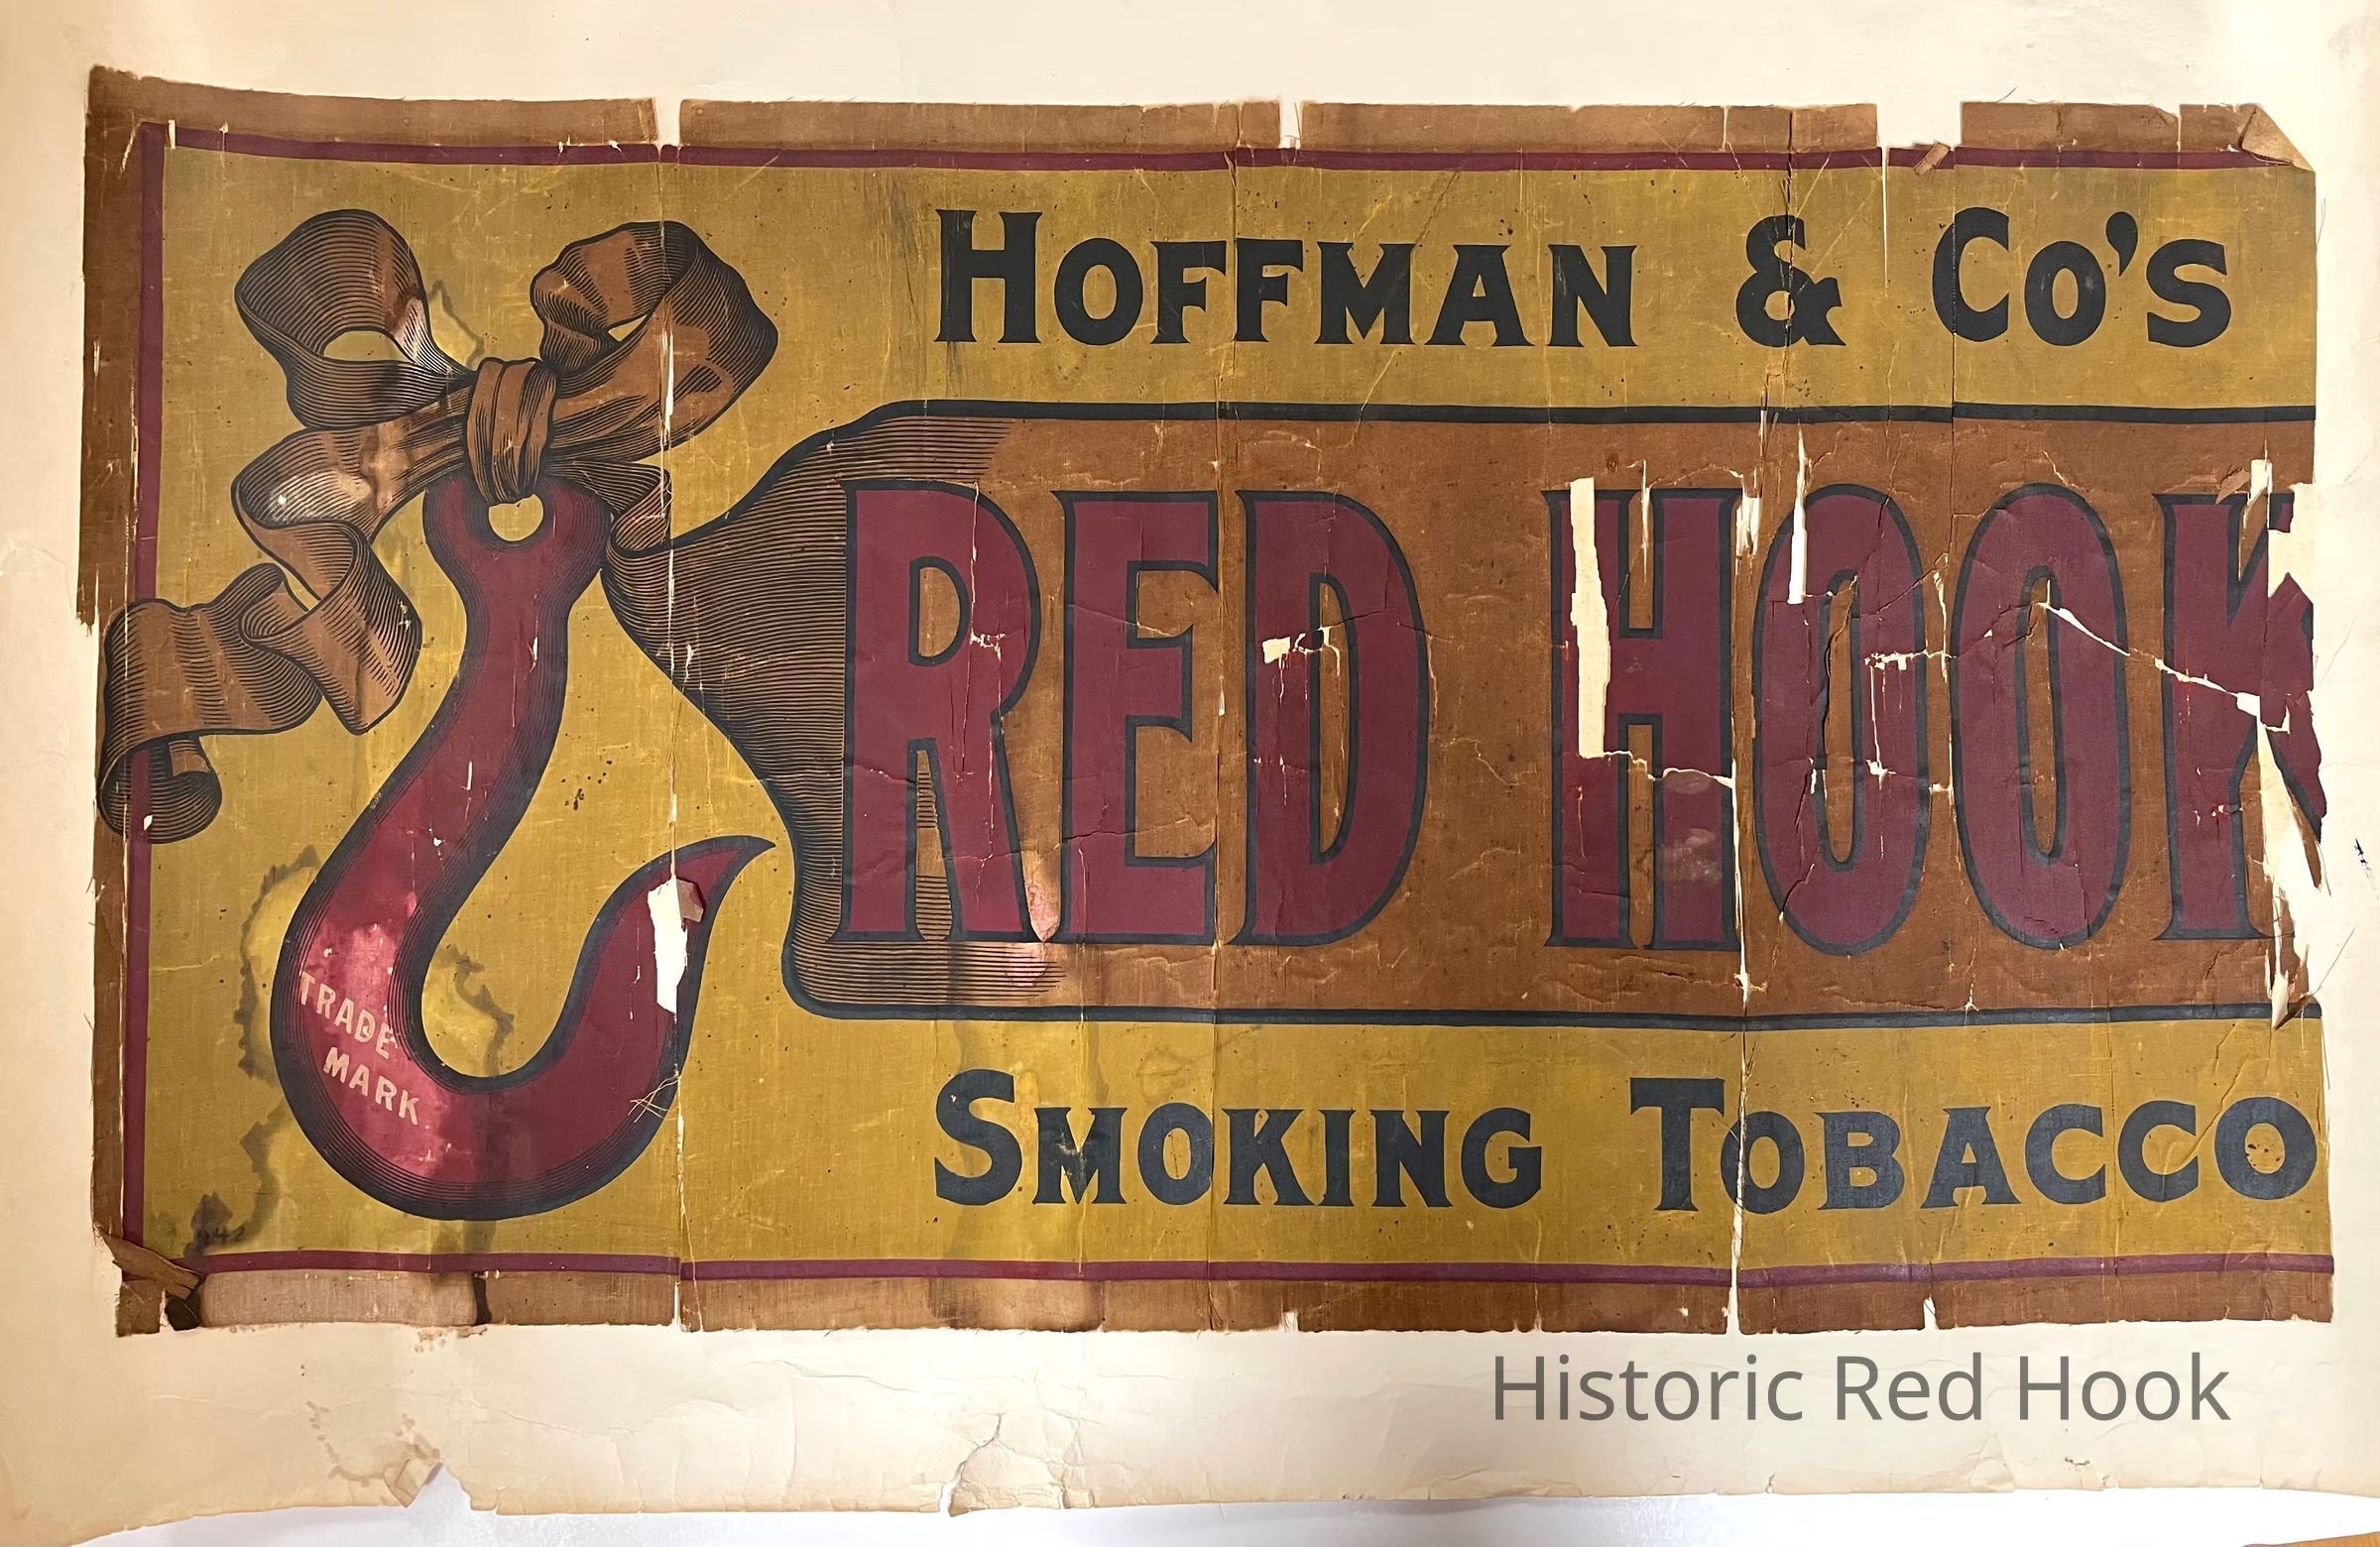 HOFFMAN & CO'S
RED HOOK
SMOKING TOBACCO
TRADE
MARK
Historic Red Hook